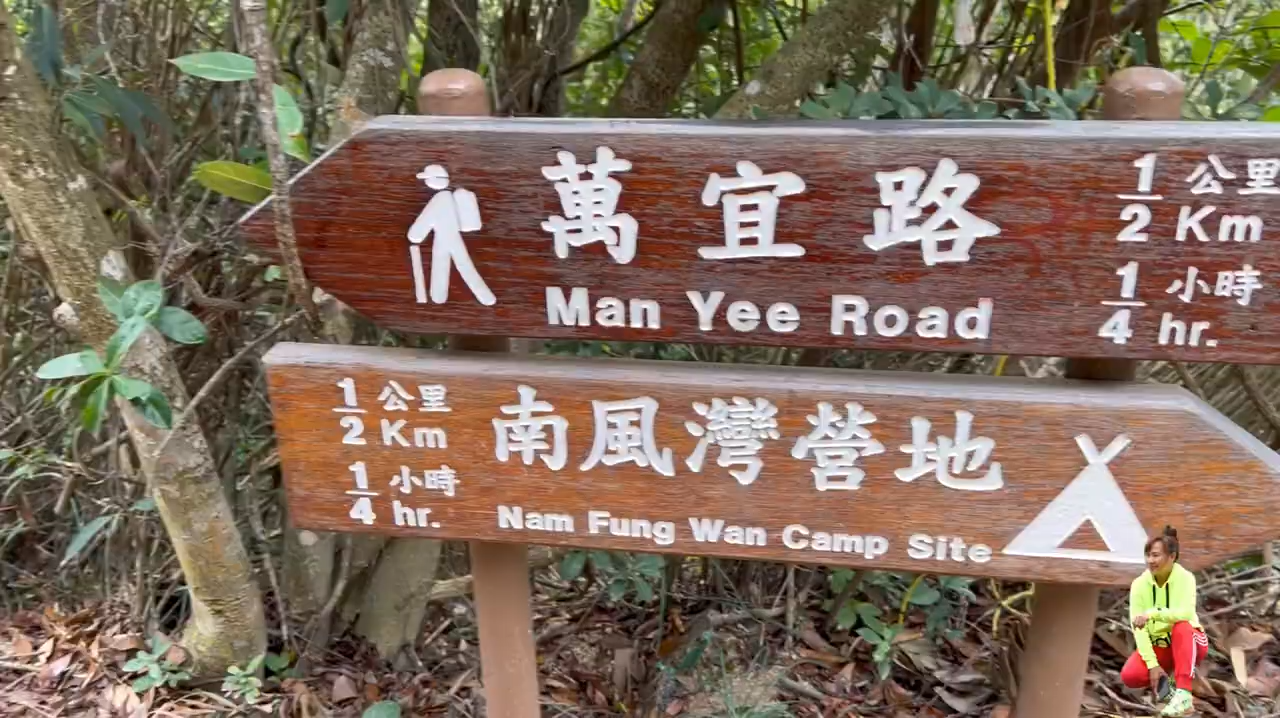 萬宜路
Man Yee Road
1/2 公里
Km
1/4 小時
hr.
1/2 公里
Km
1/4 小時
hr.
南風灣營地
Nam Fung Wan Camp Site